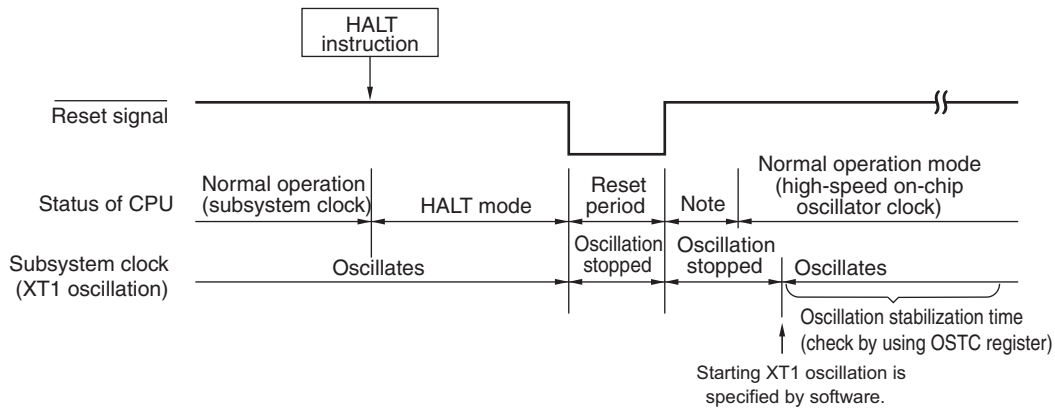 HALT
instruction
Reset signal
Status of CPU
Normal operation
(subsystem clock)
HALT mode
Reset
period
Note
Normal operation mode
(high-speed on-chip
oscillator clock)
Subsystem clock
(XT1 oscillation)
Oscillates
Oscillation
stopped
Oscillation
stopped
Oscillates
Oscillation stabilization time
(check by using OSTC register)
Starting XT1 oscillation is
specified by software.